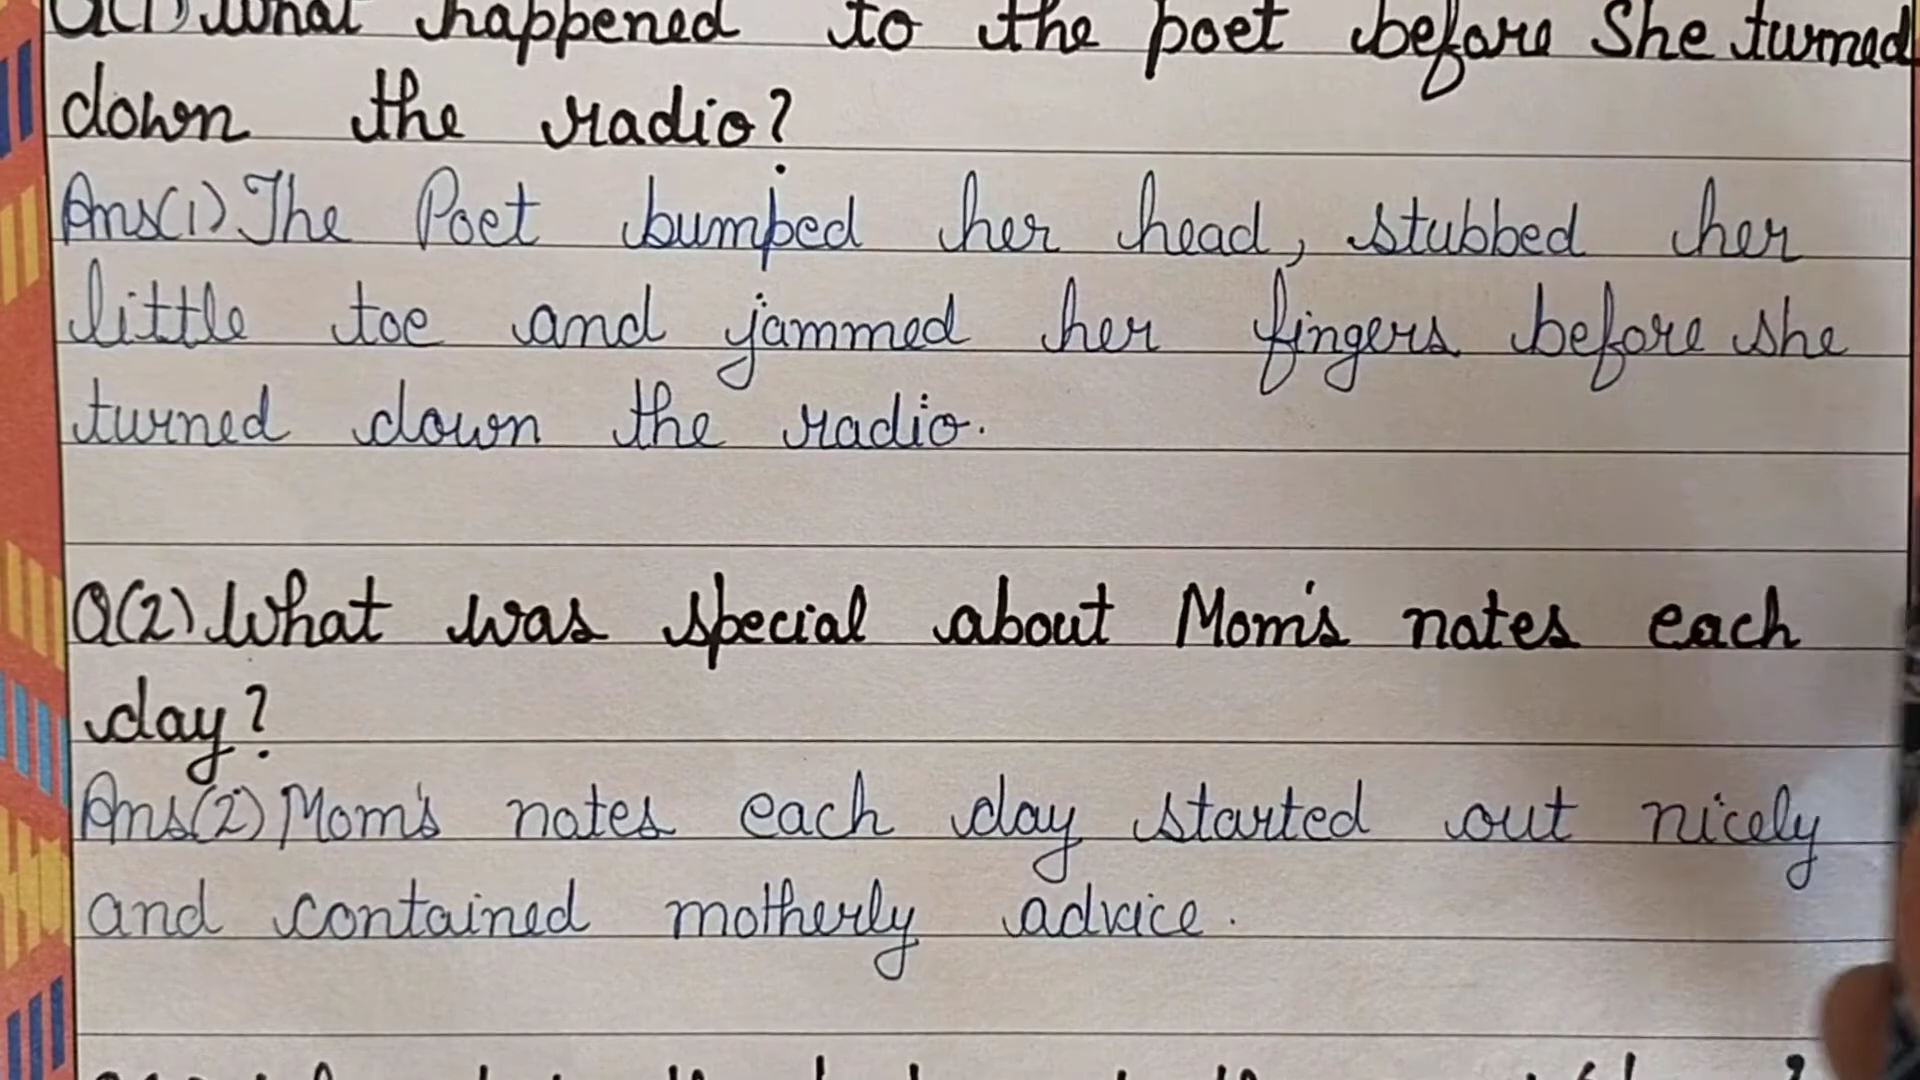 Q(1) What happened to the poet before She turned
down the radio?
Ans(1) The Poet bumped her head, stubbed her
little toe and jammed her fingers before she
turned down the radio.
Q(2) What was special about Mom's notes each
day?
Ans(2) Mom's notes each day started out nicely
and contained motherly advice.